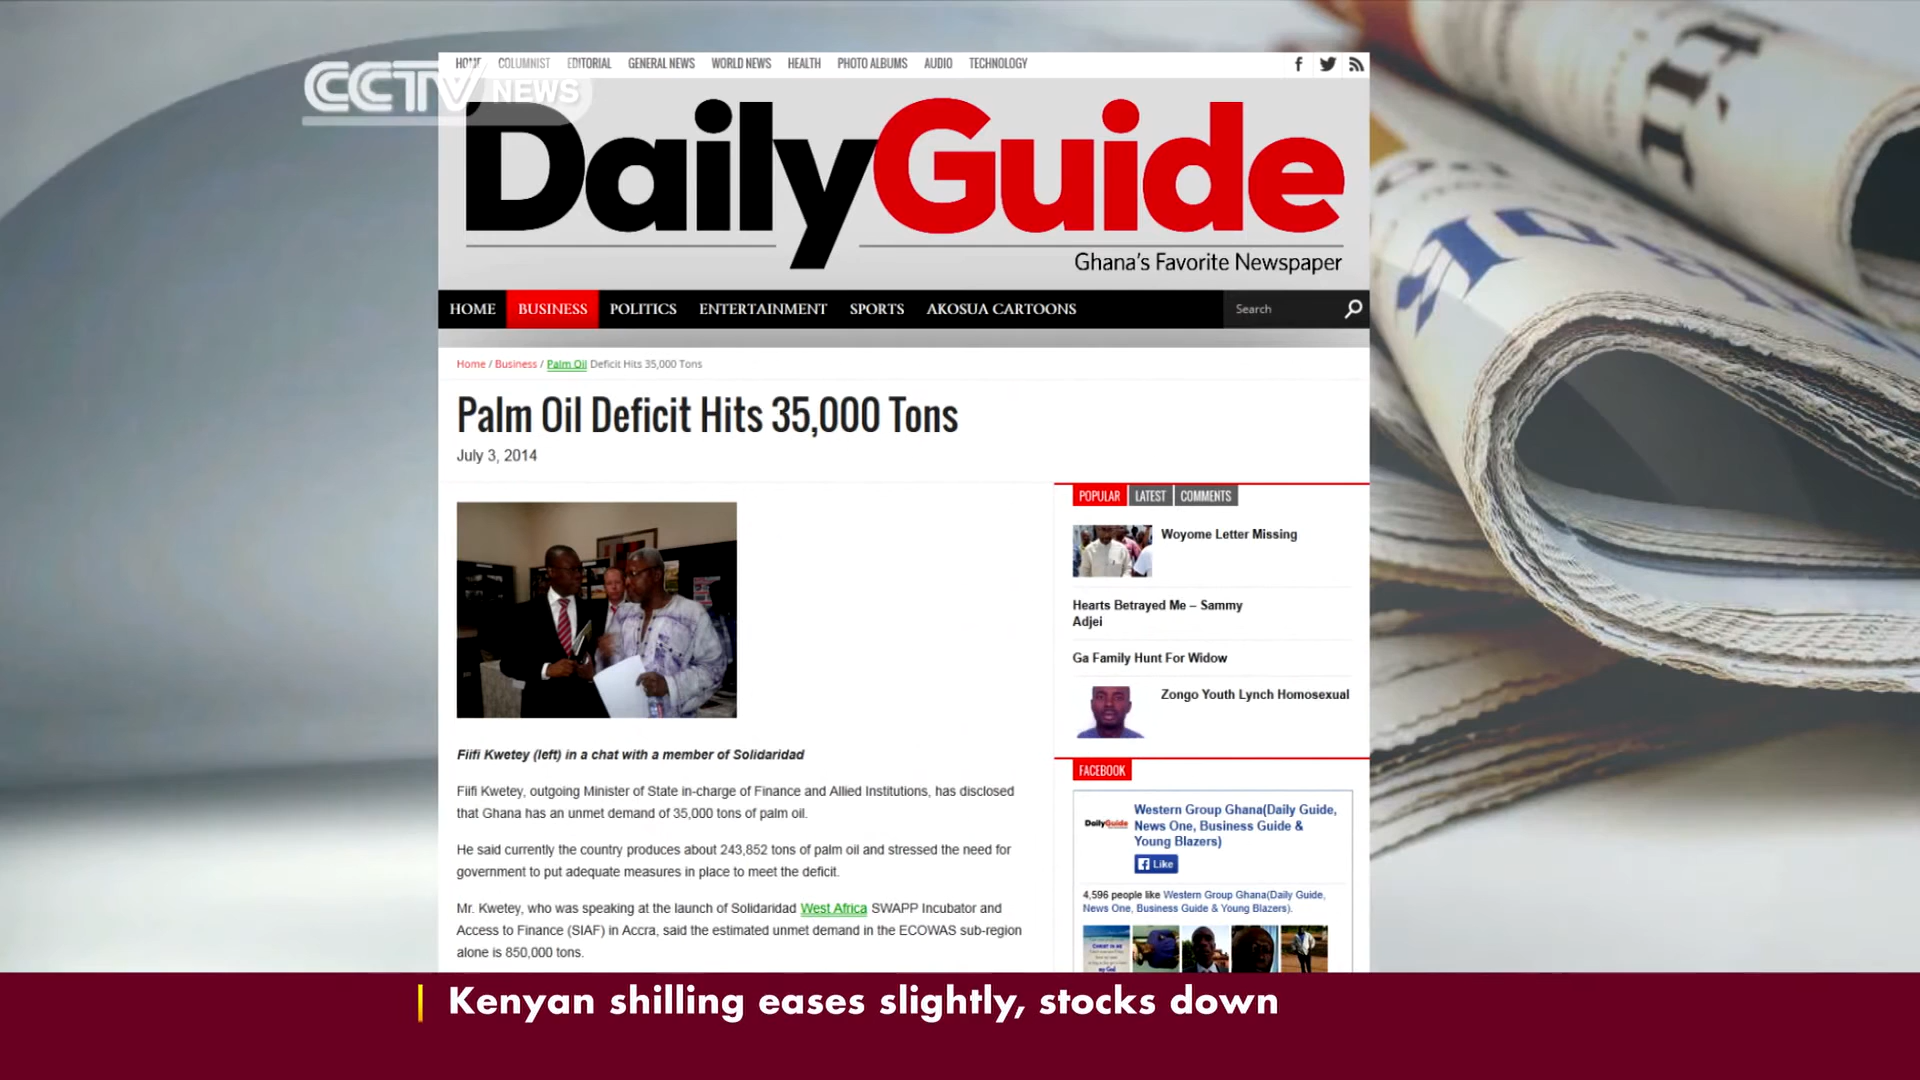 HOME COLUMNIST EDITORIAL GENERAL NEWS WORLD NEWS HEALTH PHOTO ALBUMS AUDIO TECHNOLOGY
CCTV NEWS
DailyGuide
Ghana's Favorite Newspaper
HOME BUSINESS POLITICS ENTERTAINMENT SPORTS AKOSUA CARTOONS Search
Home / Business / Palm Oil Deficit Hits 35,000 Tons
Palm Oil Deficit Hits 35,000 Tons
July 3, 2014
Fiifi Kwetey (left) in a chat with a member of Solidaridad
Fiifi Kwetey, outgoing Minister of State in-charge of Finance and Allied Institutions, has disclosed
that Ghana has an unmet demand of 35,000 tons of palm oil.
He said currently the country produces about 243,852 tons of palm oil and stressed the need for
government to put adequate measures in place to meet the deficit.
Mr. Kwetey, who was speaking at the launch of Solidaridad West Africa SWAPP Incubator and
Access to Finance (SIAF) in Accra, said the estimated unmet demand in the ECOWAS sub-region
alone is 850,000 tons.
POPULAR LATEST COMMENTS
Woyome Letter Missing
Hearts Betrayed Me – Sammy
Adjei
Ga Family Hunt For Widow
Zongo Youth Lynch Homosexual
FACEBOOK
DailyGuide
Western Group Ghana(Daily Guide,
News One, Business Guide &
Young Blazers)
Like
4,596 people like Western Group Ghana(Daily Guide,
News One, Business Guide & Young Blazers).
Kenyan shilling eases slightly, stocks down